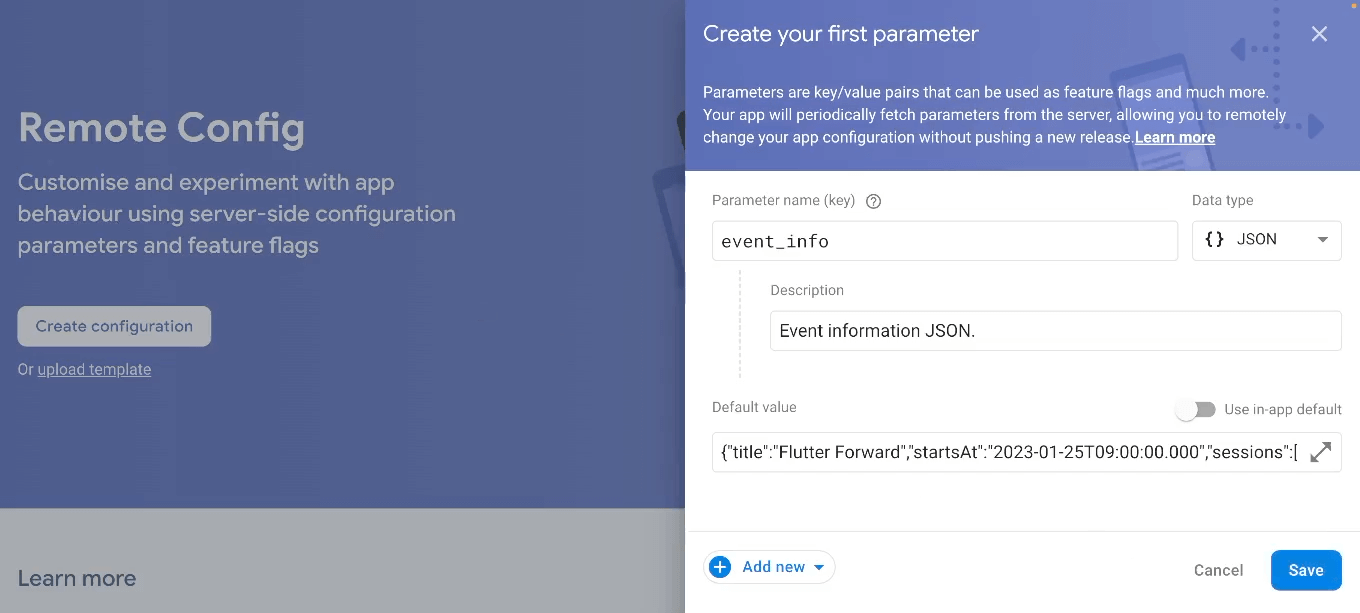 Remote Config
Customise and experiment with app
behaviour using server-side configuration
parameters and feature flags
Create configuration
Or upload template
Learn more
Create your first parameter
Parameters are key/value pairs that can be used as feature flags and much more.
Your app will periodically fetch parameters from the server, allowing you to remotely
change your app configuration without pushing a new release.Learn more
Parameter name (key)
Data type
event_info
{} JSON
Description
Event information JSON.
Default value
Use in-app default
{"title":"Flutter Forward","startsAt":"2023-01-25T09:00:00.000","sessions":[
Add new
Cancel
Save